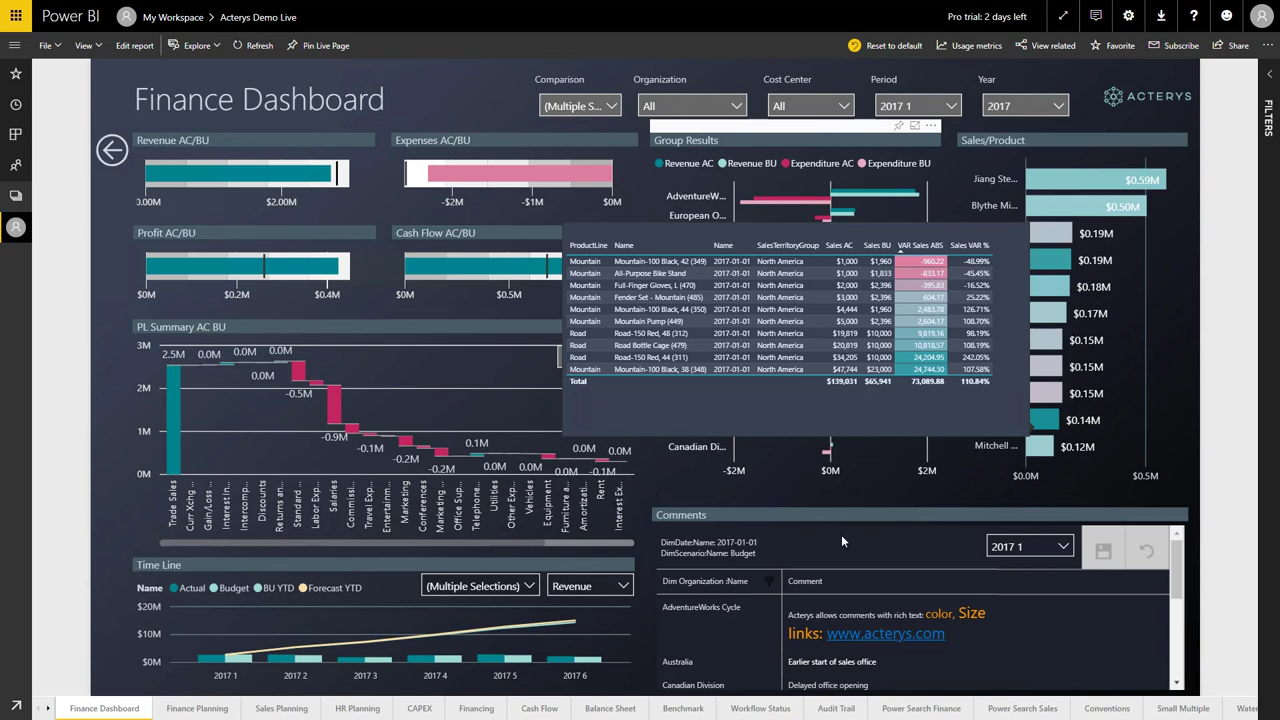 Power BI My Workspace > Acterys Demo Live Pro trial: 2 days left
File View Edit report Explore Refresh Pin Live Page Reset to default Usage metrics View related Favorite Subscribe Share
Finance Dashboard
Comparison Organization Cost Center Period Year
(Multiple S... All All 2017 1 2017
ACTERYS
FILTERS
Revenue AC/BU Expenses AC/BU Group Results Sales/Product
Revenue AC Revenue BU Expenditure AC Expenditure BU
0.00M $2.00M -$2M -$1M $0M
AdventureW...
European O...
Jiang Ste... $0.59M
Blythe Mi... $0.50M
$0.19M
$0.19M
$0.18M
$0.17M
$0.15M
$0.15M
$0.14M
Mitchell ... $0.12M
$0.0M $0.5M
Profit AC/BU Cash Flow AC/BU
$0M $0.2M $0.4M $0M $0.5M
ProductLine Name Name SalesTerritoryGroup Sales AC Sales BU VAR Sales ABS Sales VAR %
Mountain Mountain-100 Black, 42 (349) 2017-01-01 North America $1,000 $1,960 -960.22 -48.99%
Mountain All-Purpose Bike Stand 2017-01-01 North America $1,000 $1,833 -833.17 -45.45%
Mountain Full-Finger Gloves, L (470) 2017-01-01 North America $2,000 $2,396 -395.83 -16.52%
Mountain Fender Set - Mountain (485) 2017-01-01 North America $3,000 $2,396 604.17 25.22%
Mountain Mountain-100 Black, 44 (350) 2017-01-01 North America $4,444 $1,960 2,483.78 126.71%
Mountain Mountain Pump (449) 2017-01-01 North America $5,000 $2,396 2,604.17 108.70%
Road Road-150 Red, 48 (312) 2017-01-01 North America $19,819 $10,000 9,819.16 98.19%
Road Road Bottle Cage (479) 2017-01-01 North America $20,819 $10,000 10,818.57 108.19%
Road Road-150 Red, 44 (311) 2017-01-01 North America $34,205 $10,000 24,204.95 242.05%
Mountain Mountain-100 Black, 38 (348) 2017-01-01 North America $47,744 $23,000 24,744.30 107.58%
Total $139,031 $65,941 73,089.88 110.84%
Canadian Di...
-$2M $0M $2M
PL Summary AC BU
3M
2M
1M
0M
2.5M 0.0M 0.0M 0.0M 0.0M -0.9M -0.1M -0.2M -0.2M 0.1M 0.0M 0.0M 0.0M 0.0M -0.1M 0.0M
Trade Sales
Curr Xchg ...
Gain/Loss...
Interest In...
Intercomp...
Discounts
Returns an...
Standard ...
Labor Exp...
Salaries
Commissi...
Travel Exp...
Entertainm...
Marketing
Conferences
Marketing
Office Sup...
Telephone...
Utilities
Other Exp...
Vehicles
Equipment
Furniture a...
Amortizati...
Rent
Interest Ex...
Time Line
Name Actual Budget BU YTD Forecast YTD (Multiple Selections) Revenue
$20M
$10M
$0M
2017 1 2017 2 2017 3 2017 4 2017 5 2017 6
Comments
DimDate:Name: 2017-01-01
DimScenario:Name: Budget
2017 1
Dim Organization :Name Comment
AdventureWorks Cycle Acterys allows comments with rich text: color, Size
links: www.acterys.com
Australia Earlier start of sales office
Canadian Division Delayed office opening
Finance Dashboard Finance Planning Sales Planning HR Planning CAPEX Financing Cash Flow Balance Sheet Benchmark Workflow Status Audit Trail Power Search Finance Power Search Sales Conventions Small Multiple Water